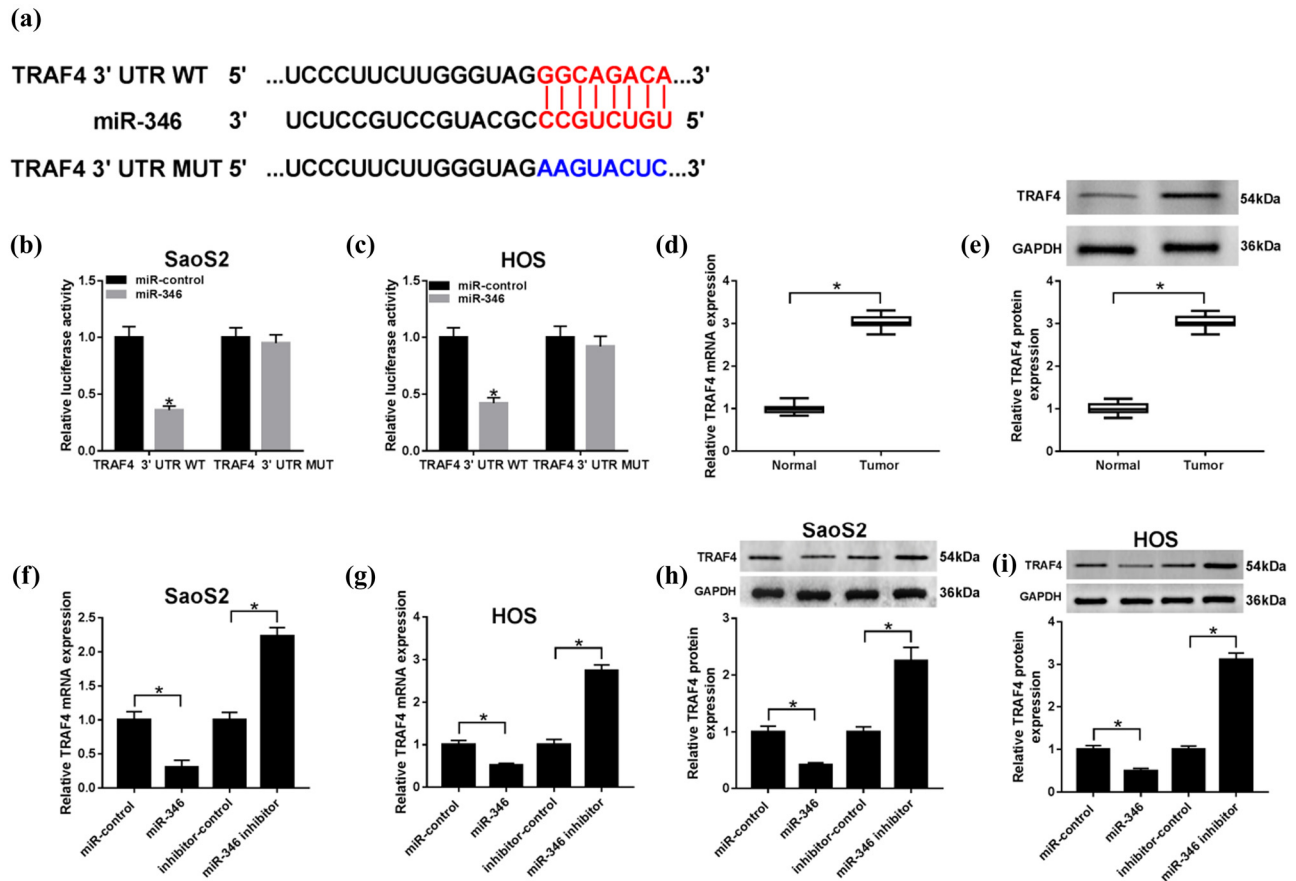 (a)
TRAF4 3' UTR WT 5' ...UCCCUUCUUGGGUAGGGCAGACA...3'
miR-346 3' UCUCCGUCCGUACGCCCGUCUGU 5'
TRAF4 3' UTR MUT 5' ...UCCCUUCUUGGGUAGAAGUACUC...3'
(b)
SaoS2
miR-control
miR-346
Relative luciferase activity
1.5
1.0
0.5
0.0
TRAF4 3' UTR WT TRAF4 3' UTR MUT
*
(c)
HOS
miR-control
miR-346
Relative luciferase activity
1.5
1.0
0.5
0.0
TRAF4 3' UTR WT TRAF4 3' UTR MUT
*
(d)
Relative TRAF4 mRNA expression
4
3
2
1
0
*
Normal Tumor
(e)
TRAF4 54kDa
GAPDH 36kDa
Relative TRAF4 protein
expression
4
3
2
1
0
*
Normal Tumor
(f)
SaoS2
Relative TRAF4 mRNA expression
2.5
2.0
1.5
1.0
0.5
0.0
*
*
miR-control
miR-346
inhibitor-control
miR-346 inhibitor
(g)
HOS
Relative TRAF4 mRNA expression
4
3
2
1
0
*
*
miR-control
miR-346
inhibitor-control
miR-346 inhibitor
(h)
SaoS2
TRAF4 54kDa
GAPDH 36kDa
Relative TRAF4 protein
expression
3
2
1
0
*
*
miR-control
miR-346
inhibitor-control
miR-346 inhibitor
(i)
HOS
TRAF4 54kDa
GAPDH 36kDa
Relative TRAF4 protein
expression
4
3
2
1
0
*
*
miR-control
miR-346
inhibitor-control
miR-346 inhibitor